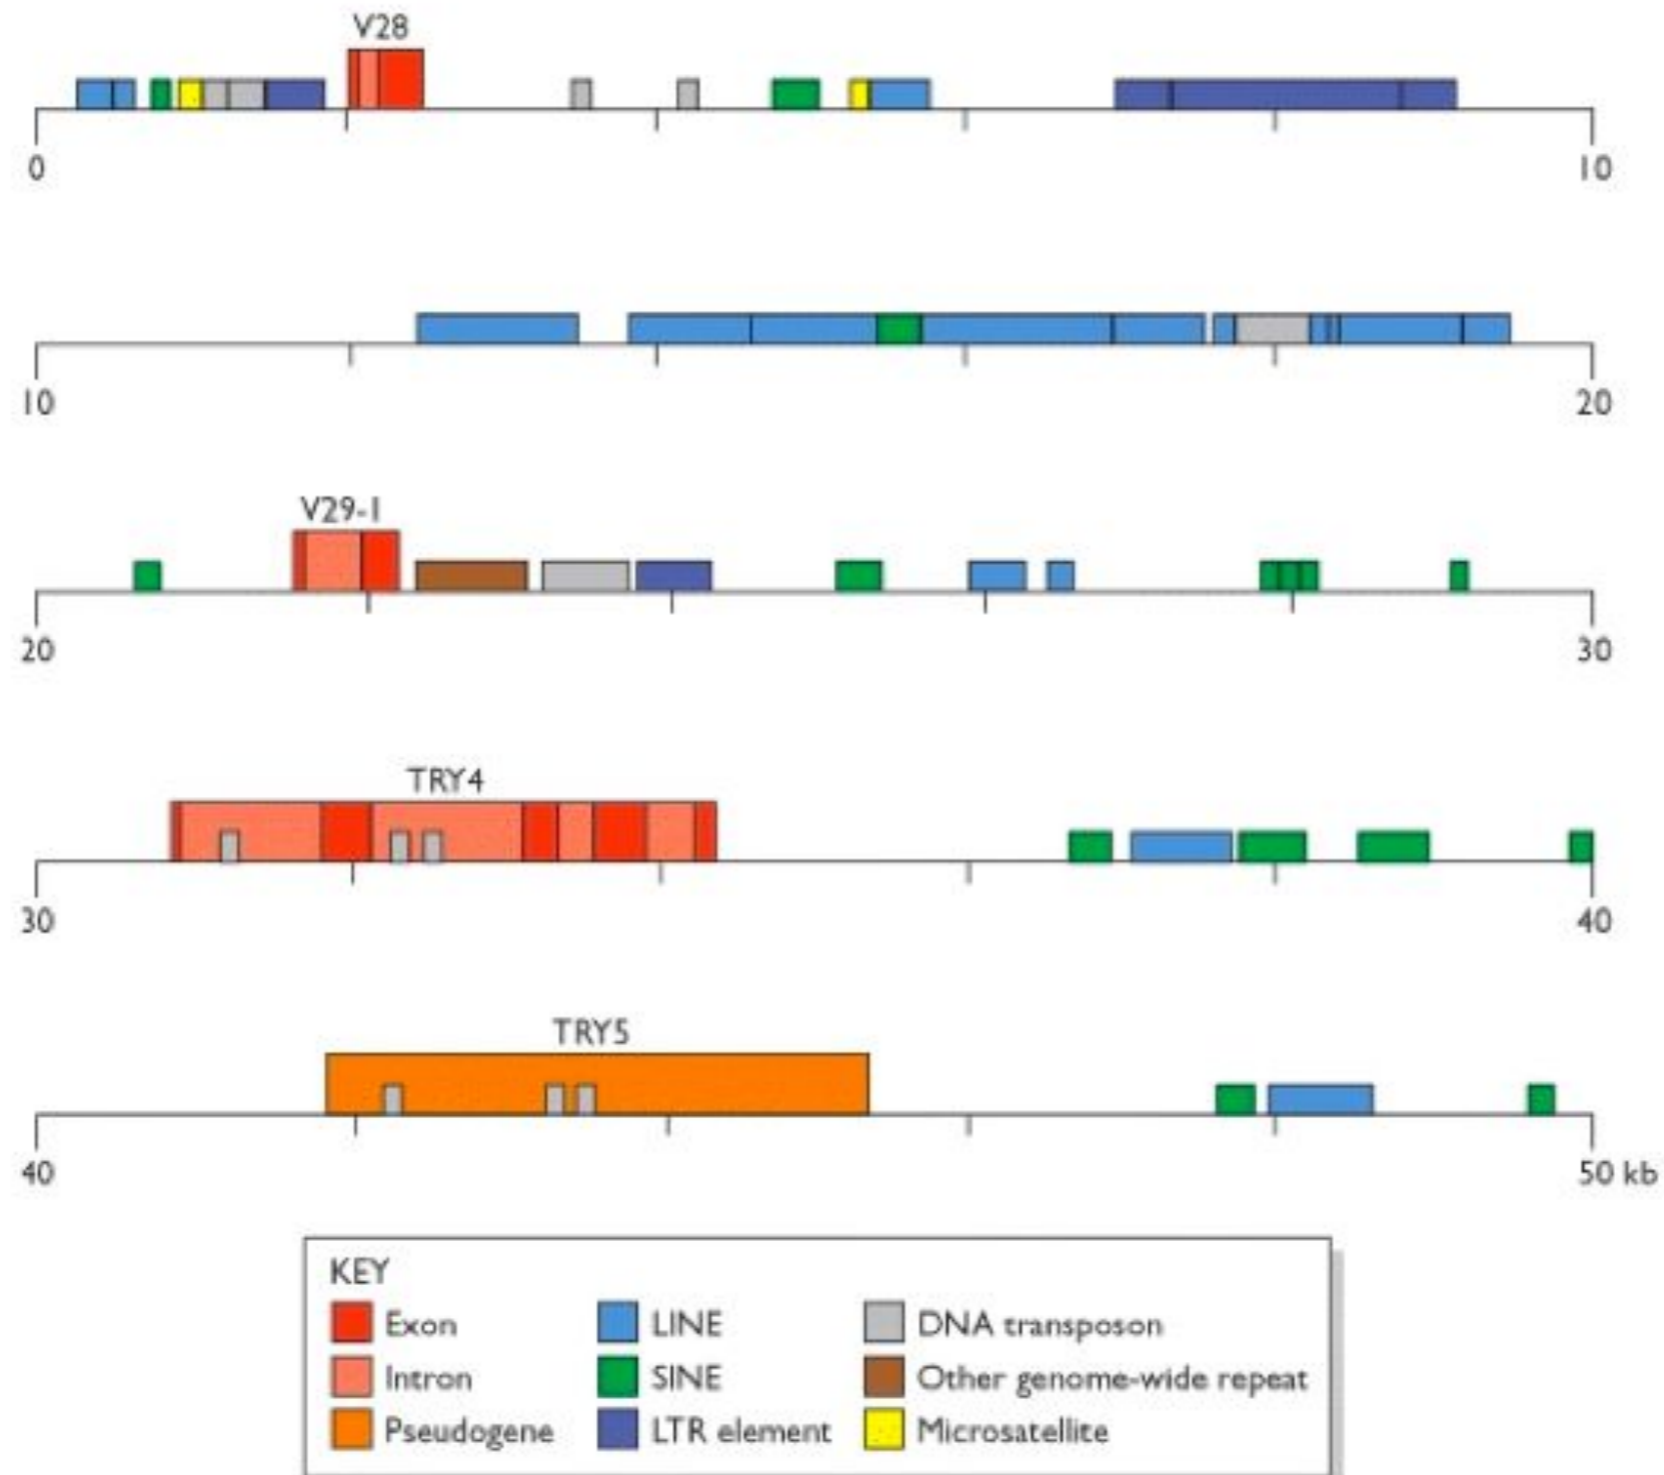 V28
0 10
10 20
V29-1
20 30
TRY4
30 40
TRY5
40 50 kb
KEY
Exon LINE DNA transposon
Intron SINE Other genome-wide repeat
Pseudogene LTR element Microsatellite